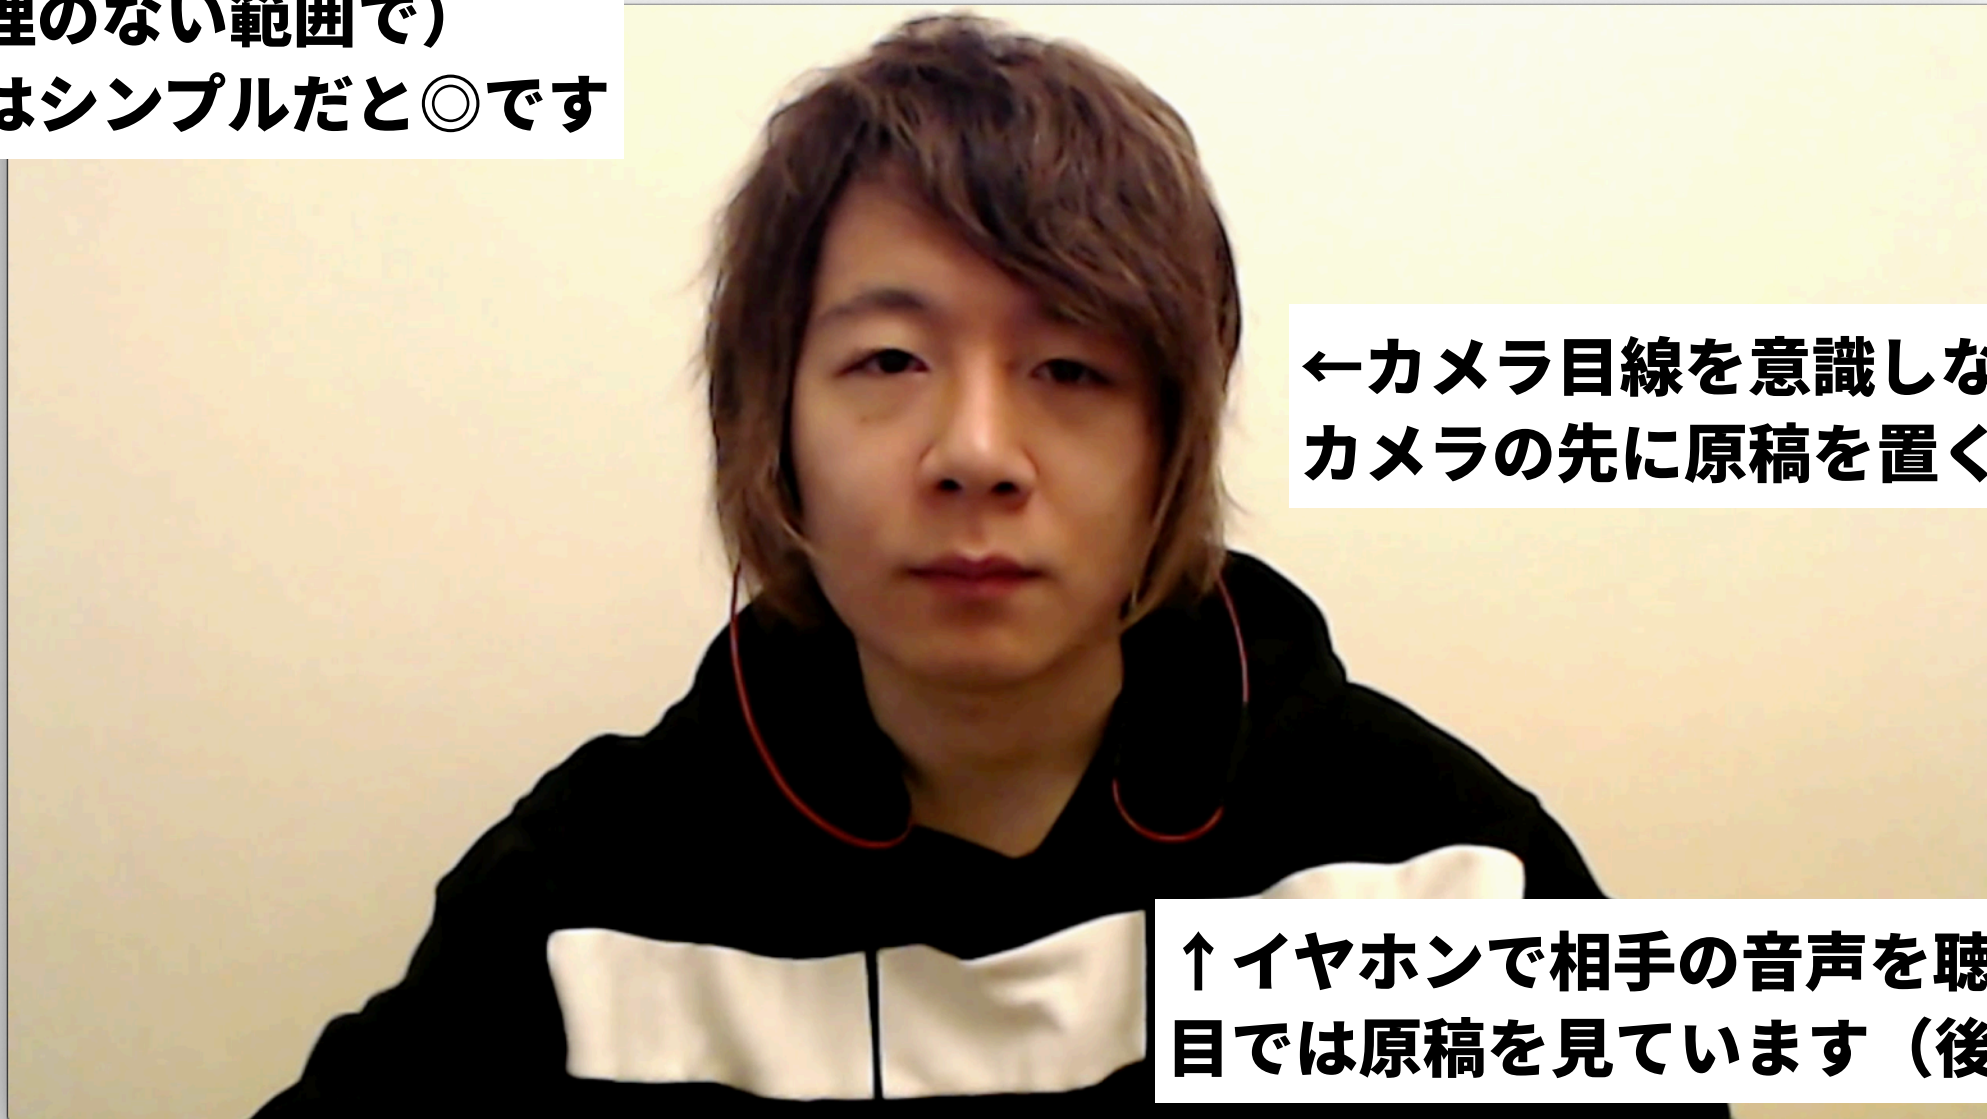 理のない範囲で）
はシンプルだと◎です
←カメラ目線を意識しな
カメラの先に原稿を置く
↑イヤホンで相手の音声を聴
目では原稿を見ています（後